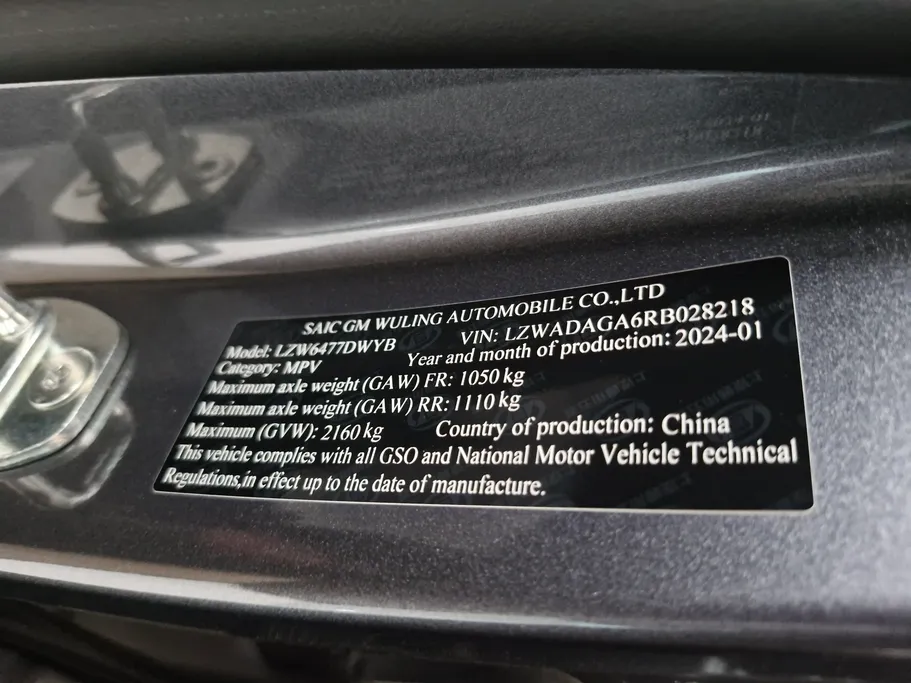 SAIC GM WULING AUTOMOBILE CO.,LTD
Model: LZW6477DWYB VIN: LZWADAGA6RB028218
Category: MPV Year and month of production: 2024-01
Maximum axle weight (GAW) FR: 1050 kg
Maximum axle weight (GAW) RR: 1110 kg
Maximum (GVW): 2160 kg Country of production: China
This vehicle complies with all GSO and National Motor Vehicle Technical
Regulations,in effect up to the date of manufacture.